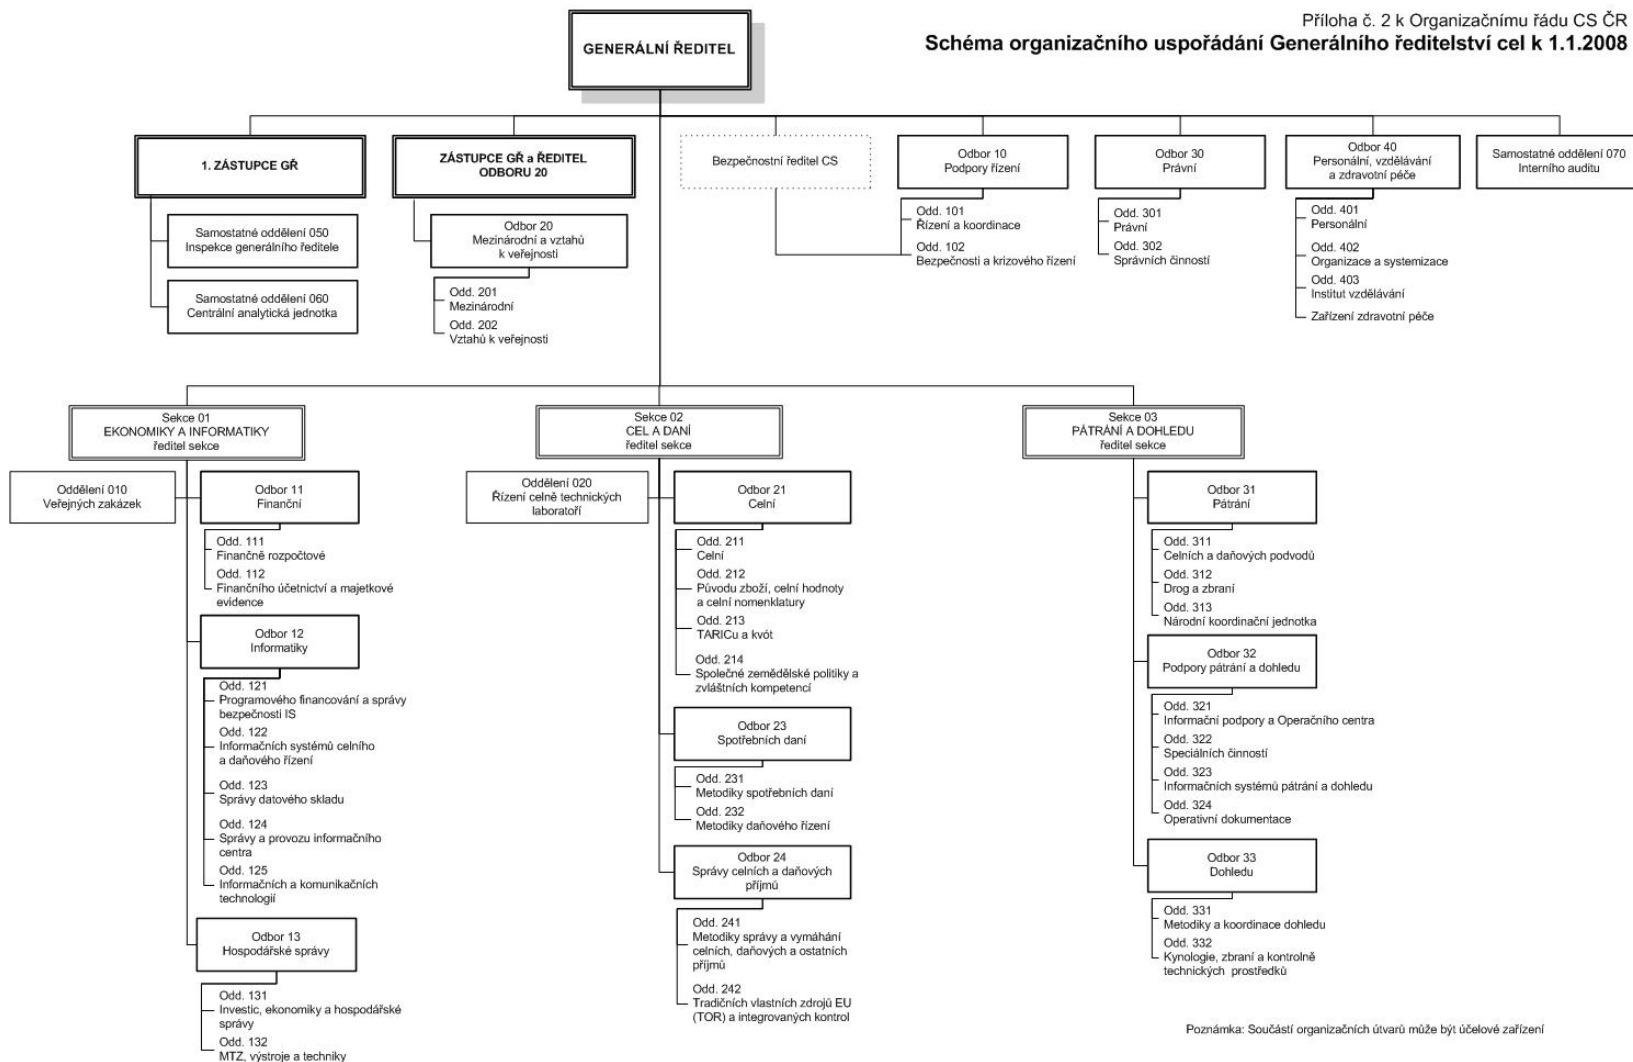 Příloha č. 2 k Organizačnímu řádu CS ČR
Schéma organizačního uspořádání Generálního ředitelství cel k 1.1.2008
GENERÁLNÍ ŘEDITEL
1. ZÁSTUPCE GŘ
Samostatné oddělení 050
Inspekce generálního ředitele
Samostatné oddělení 060
Centrální analytická jednotka
ZÁSTUPCE GŘ a ŘEDITEL
ODBORU 20
Odbor 20
Mezinárodní a vztahů
k veřejnosti
Odd. 201
Mezinárodní
Odd. 202
Vztahů k veřejnosti
Bezpečnostní ředitel CS
Odbor 10
Podpory řízení
Odd. 101
Řízení a koordinace
Odd. 102
Bezpečnosti a krizového řízení
Odbor 30
Právní
Odd. 301
Právní
Odd. 302
Správních činností
Odbor 40
Personální, vzdělávání
a zdravotní péče
Odd. 401
Personální
Odd. 402
Organizace a systemizace
Odd. 403
Institut vzdělávání
Zařízení zdravotní péče
Samostatné oddělení 070
Interního auditu
Sekce 01
EKONOMIKY A INFORMATIKY
ředitel sekce
Oddělení 010
Veřejných zakázek
Odbor 11
Finanční
Odd. 111
Finančně rozpočtové
Odd. 112
Finančního účetnictví a majetkové
evidence
Odbor 12
Informatiky
Odd. 121
Programového financování a správy
bezpečnosti IS
Odd. 122
Informačních systémů celního
a daňového řízení
Odd. 123
Správy datového skladu
Odd. 124
Správy a provozu informačního
centra
Odd. 125
Informačních a komunikačních
technologií
Odbor 13
Hospodářské správy
Odd. 131
Investic, ekonomiky a hospodářské
správy
Odd. 132
MTZ, výstroje a techniky
Sekce 02
CEL A DANÍ
ředitel sekce
Oddělení 020
Řízení celně technických
laboratoří
Odbor 21
Celní
Odd. 211
Celní
Odd. 212
Původu zboží, celní hodnoty
a celní nomenklatury
Odd. 213
TARICu a kvót
Odd. 214
Společné zemědělské politiky a
zvláštních kompetencí
Odbor 23
Spotřebních daní
Odd. 231
Metodiky spotřebních daní
Odd. 232
Metodiky daňového řízení
Odbor 24
Správy celních a daňových
příjmů
Odd. 241
Metodiky správy a vymáhání
celních, daňových a ostatních
příjmů
Odd. 242
Tradičních vlastních zdrojů EU
(TOR) a integrovaných kontrol
Sekce 03
PÁTRÁNÍ A DOHLEDU
ředitel sekce
Odbor 31
Pátrání
Odd. 311
Celních a daňových podvodů
Odd. 312
Drog a zbraní
Odd. 313
Národní koordinační jednotka
Odbor 32
Podpory pátrání a dohledu
Odd. 321
Informační podpory a Operačního centra
Odd. 322
Speciálních činností
Odd. 323
Informačních systémů pátrání a dohledu
Odd. 324
Operativní dokumentace
Odbor 33
Dohledu
Odd. 331
Metodiky a koordinace dohledu
Odd. 332
Kynologie, zbraní a kontrolně
technických prostředků
Poznámka: Součástí organizačních útvarů může být účelové zařízení